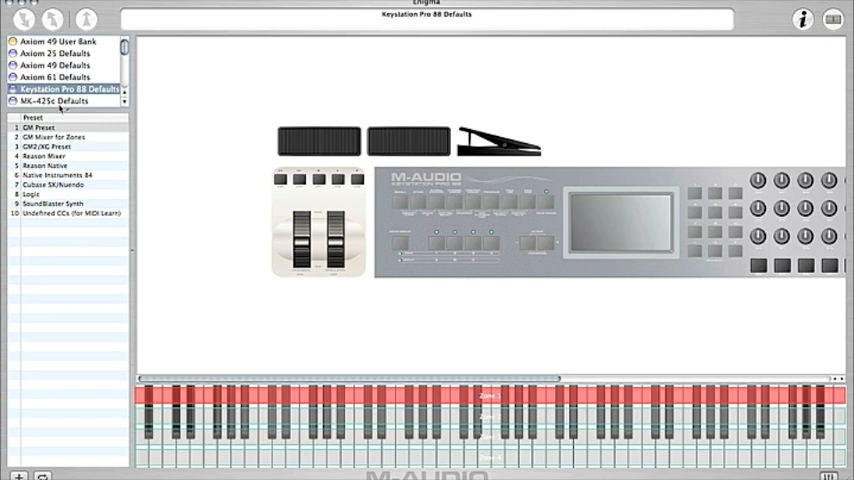 Enigma
Keystation Pro 88 Defaults
Axiom 49 User Bank
Axiom 25 Defaults
Axiom 49 Defaults
Axiom 61 Defaults
Keystation Pro 88 Defaults
MK-425c Defaults
Preset
1 GM Preset
2 GM Mixer for Zones
3 GM2/XG Preset
4 Reason Mixer
5 Reason Native
6 Native Instruments 84
7 Cubase SX/Nuendo
8 Logic
9 SoundBlaster Synth
10 Undefined CCs (for MIDI Learn)
M-AUDIO
KEYSTATION PRO 88
Zone 1
M-AUDIO